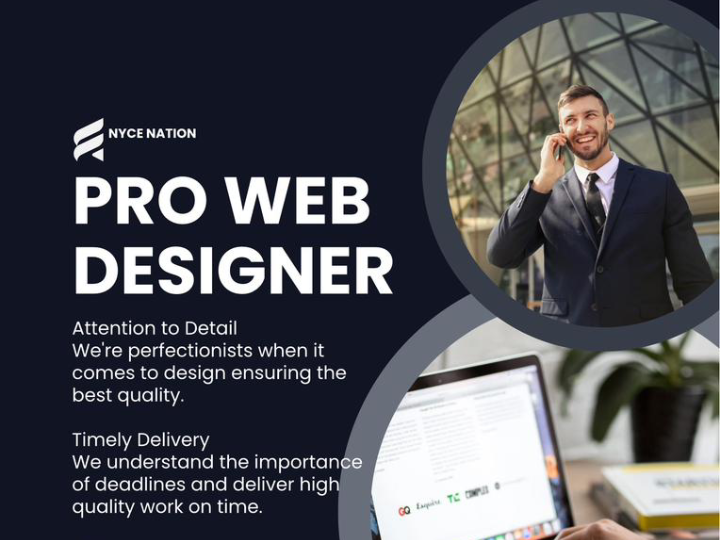 NYCE NATION
PRO WEB
DESIGNER
Attention to Detail
We're perfectionists when it
comes to design ensuring the
best quality.
Timely Delivery
We understand the importance
of deadlines and deliver high
quality work on time.
GQ Esquire TC COMPLEX